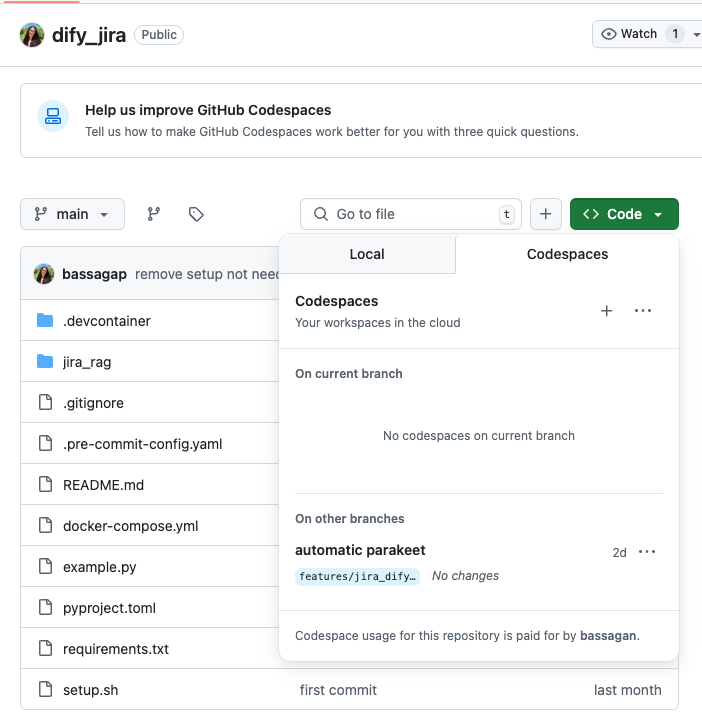 dify_jira Public Watch 1
Help us improve GitHub Codespaces
Tell us how to make GitHub Codespaces work better for you with three quick questions.
main Go to file t Code
Local Codespaces
bassagap remove setup not need
Codespaces
Your workspaces in the cloud
.devcontainer
jira_rag
On current branch
.gitignore
No codespaces on current branch
.pre-commit-config.yaml
README.md
On other branches
docker-compose.yml
automatic parakeet 2d
example.py
features/jira_dify… No changes
pyproject.toml
Codespace usage for this repository is paid for by bassagan.
requirements.txt
setup.sh first commit last month